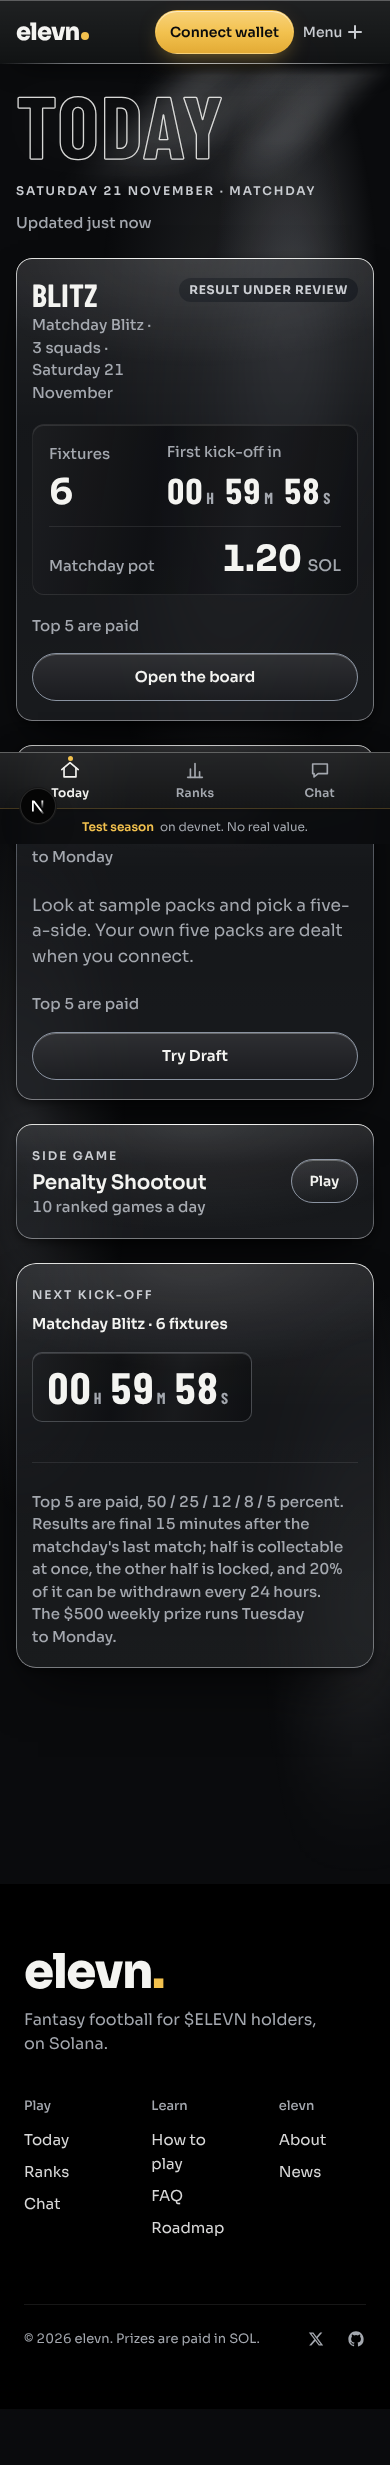 elevn.
Connect wallet
Menu
TODAY
SATURDAY 21 NOVEMBER · MATCHDAY
Updated just now
BLITZ
RESULT UNDER REVIEW
Matchday Blitz ·
3 squads ·
Saturday 21
November
Fixtures
First kick-off in
6
00 H 59 M 58 S
Matchday pot
1.20 SOL
Top 5 are paid
Open the board
Today
Ranks
Chat
N
Test season on devnet. No real value.
to Monday
Look at sample packs and pick a five-
a-side. Your own five packs are dealt
when you connect.
Top 5 are paid
Try Draft
SIDE GAME
Penalty Shootout
10 ranked games a day
Play
NEXT KICK-OFF
Matchday Blitz · 6 fixtures
00 H 59 M 58 S
Top 5 are paid, 50 / 25 / 12 / 8 / 5 percent.
Results are final 15 minutes after the
matchday's last match; half is collectable
at once, the other half is locked, and 20%
of it can be withdrawn every 24 hours.
The $500 weekly prize runs Tuesday
to Monday.
elevn.
Fantasy football for $ELEVN holders,
on Solana.
Play
Today
Ranks
Chat
Learn
How to
play
FAQ
Roadmap
elevn
About
News
© 2026 elevn. Prizes are paid in SOL.